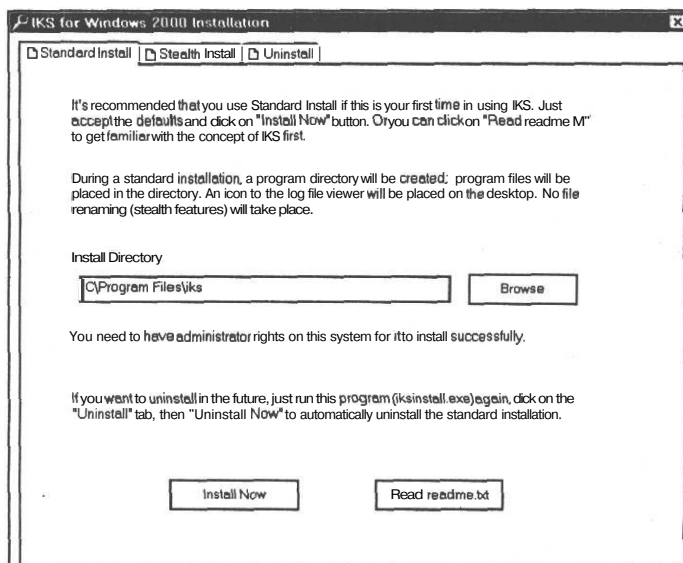 IKS for Windows 2000 Installation
Standard Install Stealth Install Uninstall
It's recommended that you use Standard Install if this is your first time in using IKS. Just
accept the defaults and click on "Install Now" button. Or you can click on "Read readme M"
to get familiar with the concept of IKS first.
During a standard installation, a program directory will be created; program files will be
placed in the directory. An icon to the log file viewer will be placed on the desktop. No file
renaming (stealth features) will take place.
Install Directory
C\Program Files\iks
Browse
You need to have administrator rights on this system for it to install successfully.
If you want to uninstall in the future, just run this program (iksinstall.exe) again, dick on the
"Uninstall" tab, then "Uninstall Now" to automatically uninstall the standard installation.
Install Now Read readme.txt